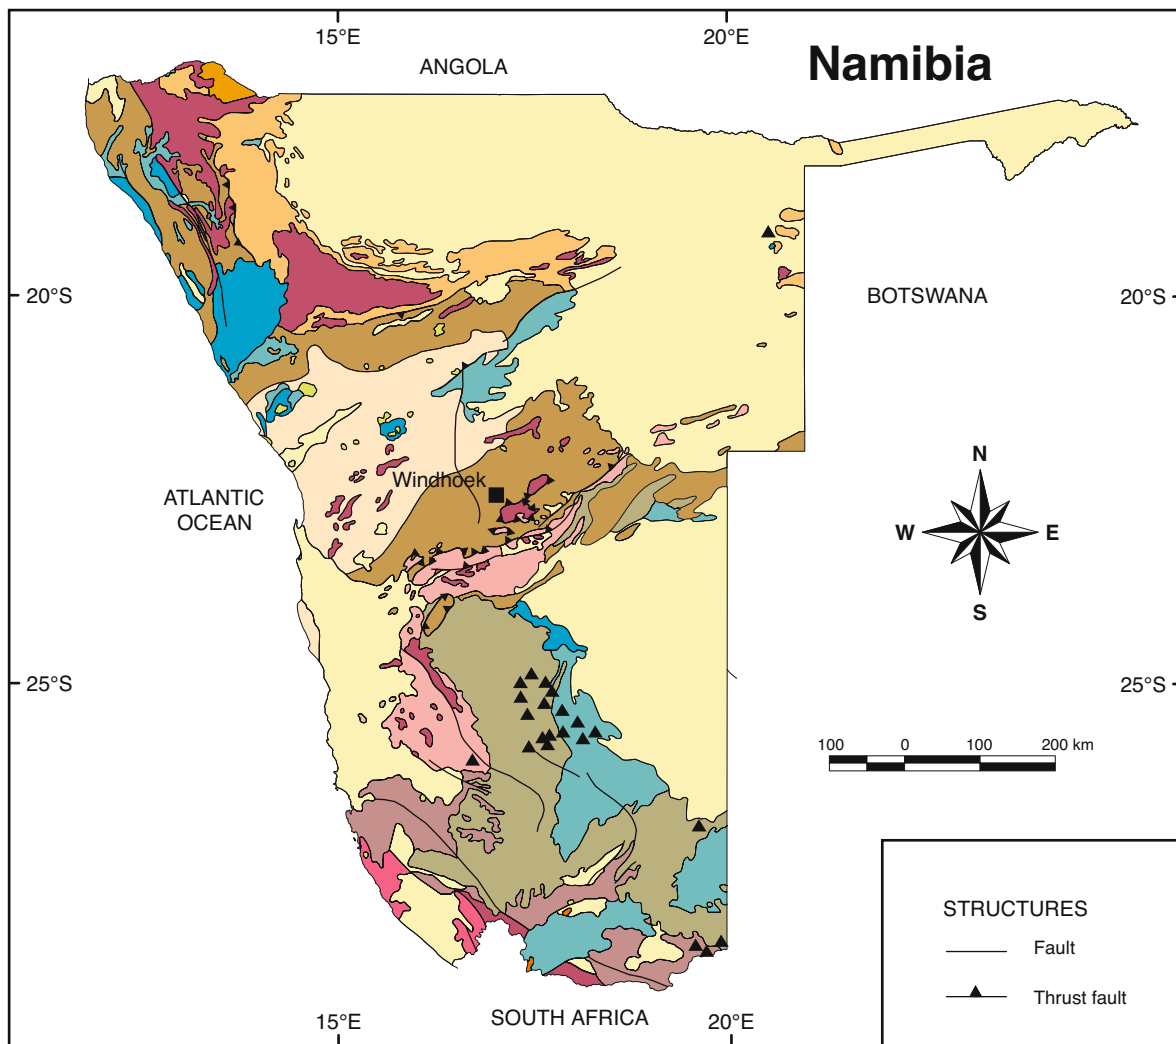 15°E
20°E
ANGOLA
Namibia
20°S
BOTSWANA
20°S
N
Windhoek
ATLANTIC
OCEAN
W
E
S
25°S
25°S
100
0
100
200 km
STRUCTURES
Fault
Thrust fault
15°E
SOUTH AFRICA
20°E